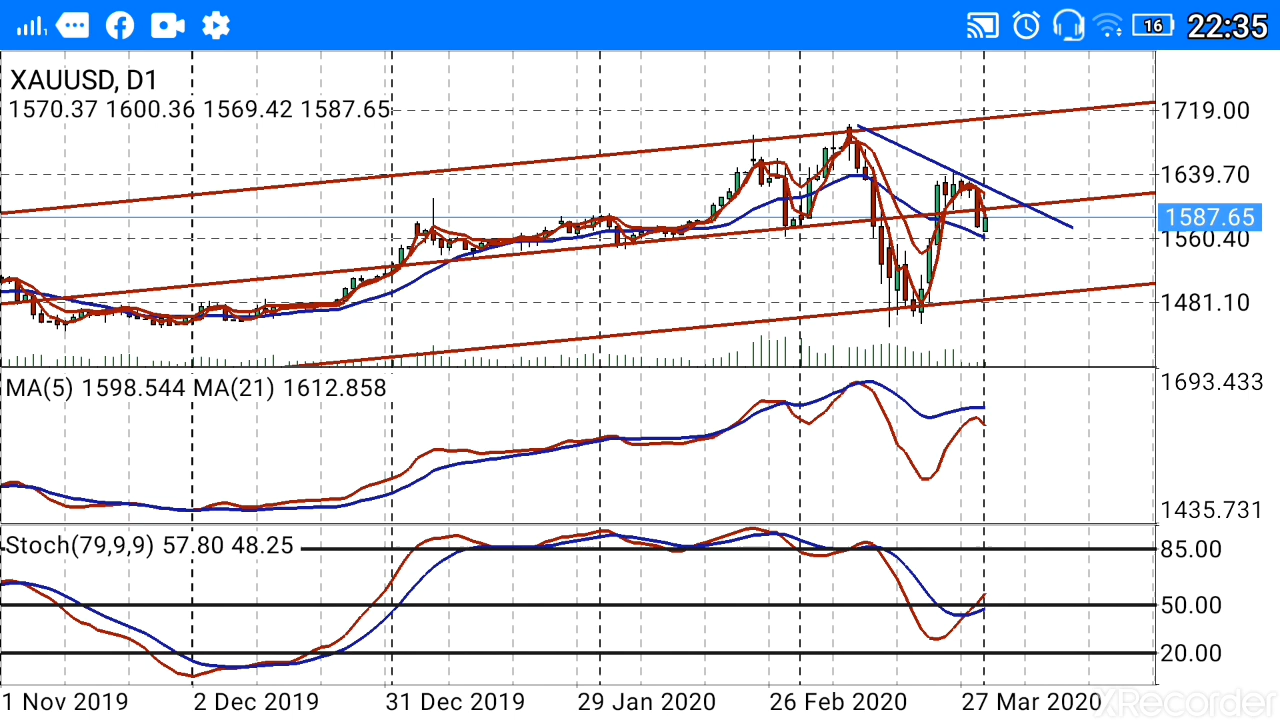 16 22:35
XAUUSD, D1
1570.37 1600.36 1569.42 1587.65
1719.00
1639.70
1587.65
1560.40
1481.10
MA(5) 1598.544 MA(21) 1612.858
1693.433
1435.731
Stoch(79,9,9) 57.80 48.25
85.00
50.00
20.00
1 Nov 2019 2 Dec 2019 31 Dec 2019 29 Jan 2020 26 Feb 2020 27 Mar 2020
XRecorder